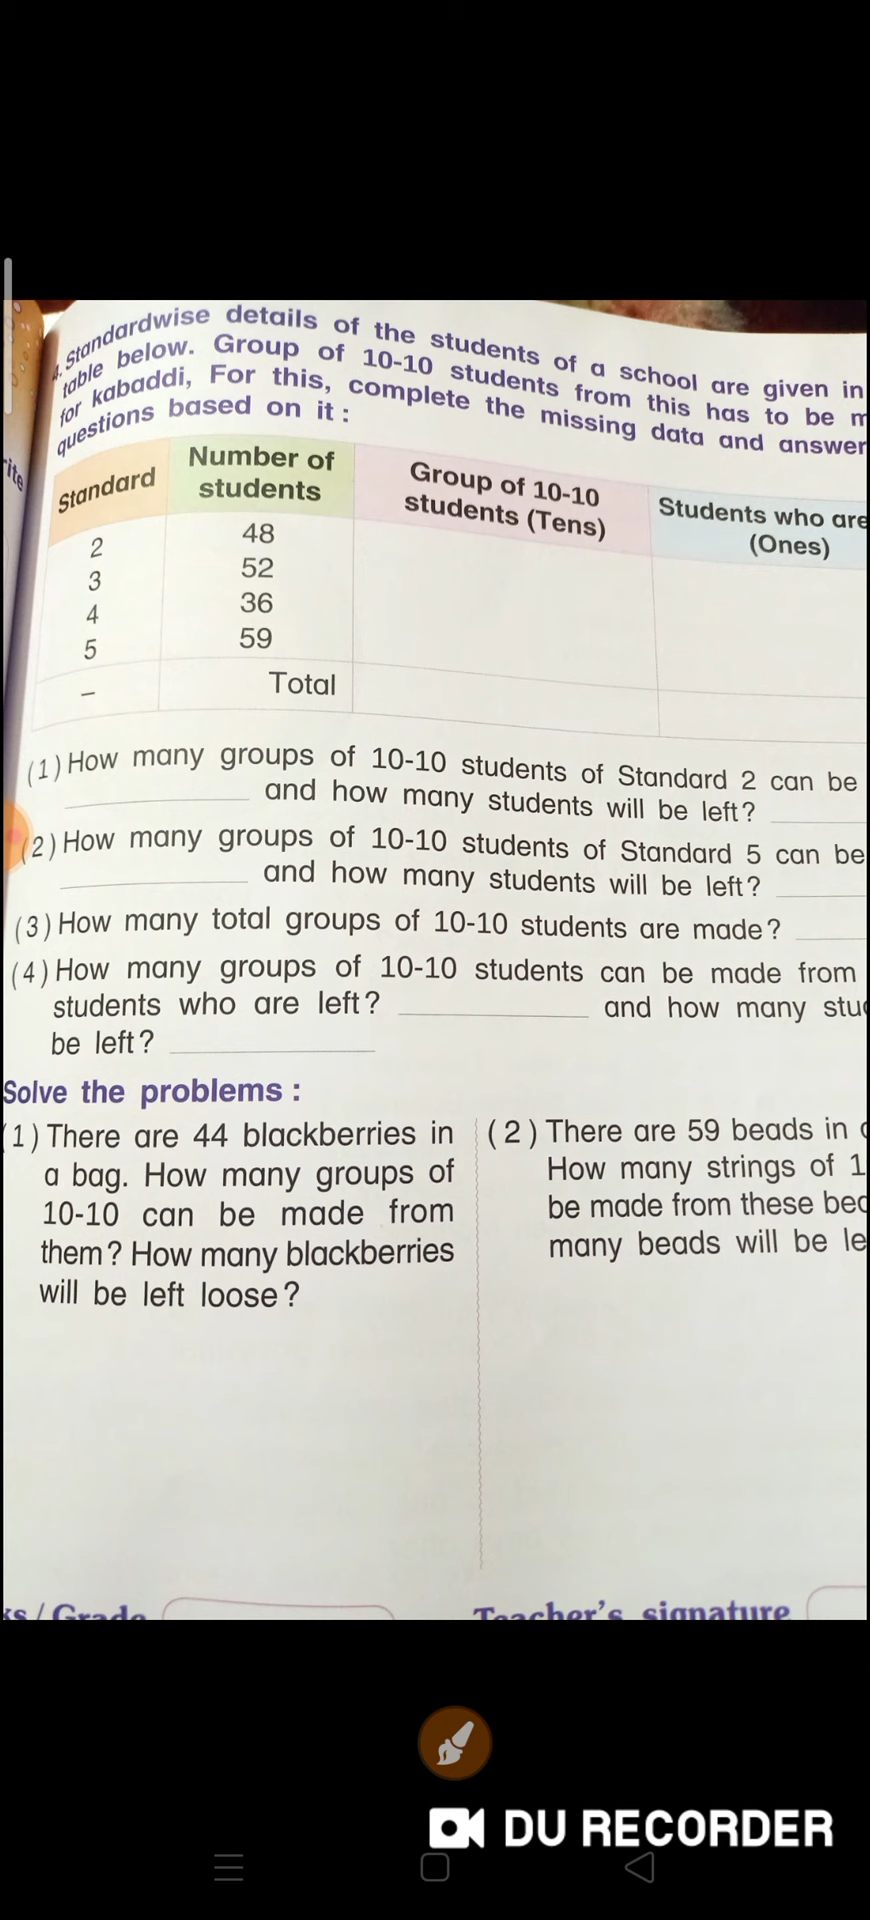 4. Standardwise details of the students of a school are given in
table below. Group of 10-10 students from this has to be
for kabaddi, For this, complete the missing data and answer
questions based on it :
Standard
Number of
students
Group of 10-10
students (Tens)
Students who are
(Ones)
2 48
3 52
4 36
5 59
– Total
(1) How many groups of 10-10 students of Standard 2 can be
and how many students will be left?
(2) How many groups of 10-10 students of Standard 5 can be
and how many students will be left?
(3) How many total groups of 10-10 students are made?
(4) How many groups of 10-10 students can be made from
students who are left? and how many
be left?
Solve the problems :
1) There are 44 blackberries in
a bag. How many groups of
10-10 can be made from
them? How many blackberries
will be left loose?
(2) There are 59 beads in
How many strings of 1
be made from these
many beads will be
Grade
Teacher's signature
DU RECORDER